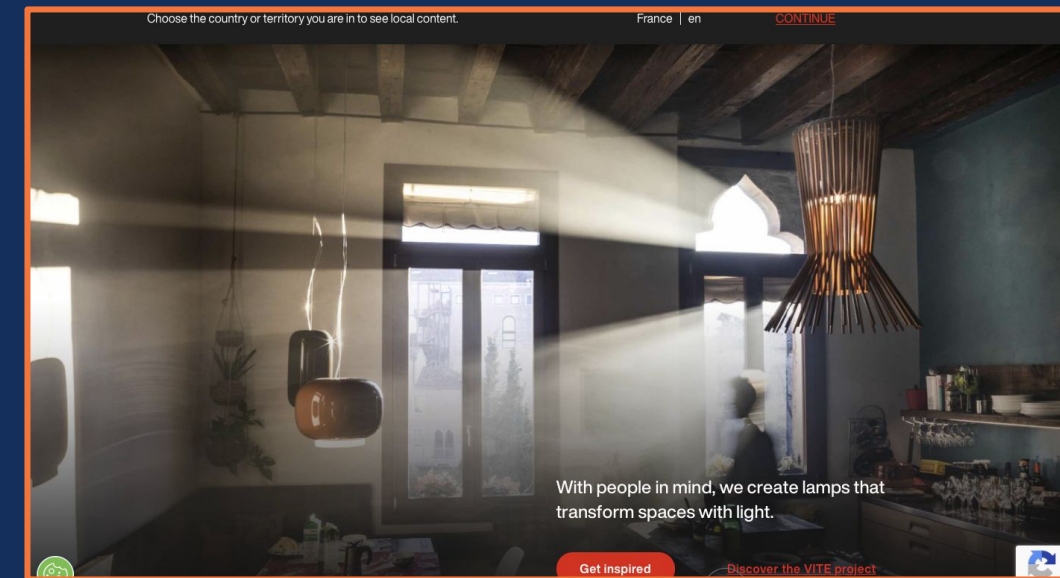 Choose the country or territory you are in to see local content.
France | en
CONTINUE
With people in mind, we create lamps that
transform spaces with light.
Get inspired
Discover the VITE project